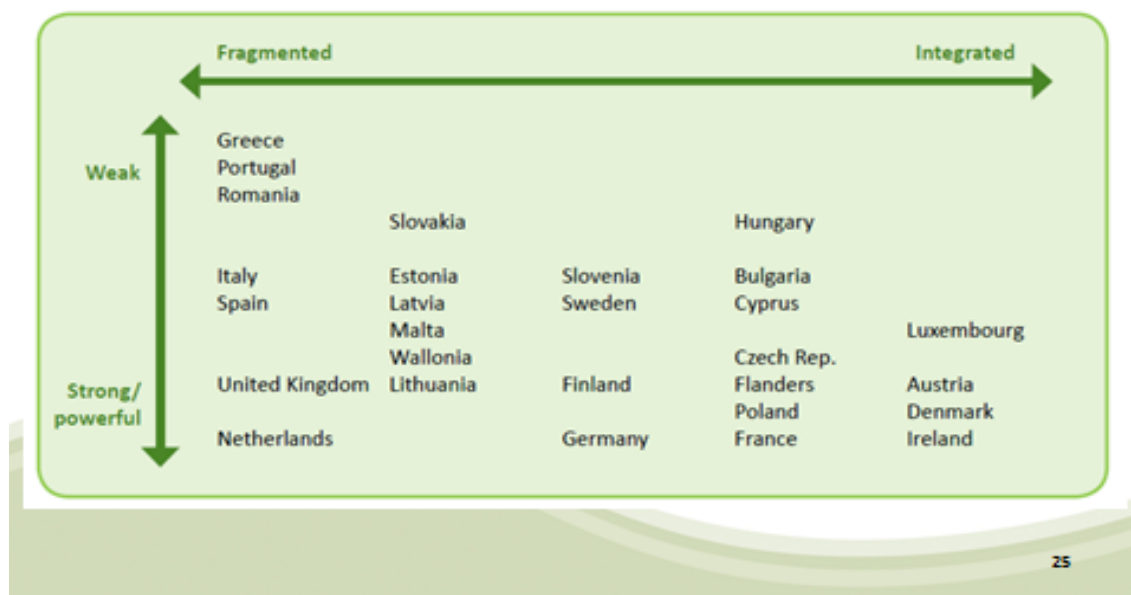 Fragmented Integrated
Greece
Weak Portugal
Romania
Slovakia Hungary
Italy Estonia Slovenia Bulgaria
Spain Latvia Sweden Cyprus
Malta Luxembourg
Wallonia Czech Rep.
Strong/ United Kingdom Lithuania Finland Flanders Austria
powerful Poland Denmark
Netherlands Germany France Ireland
25